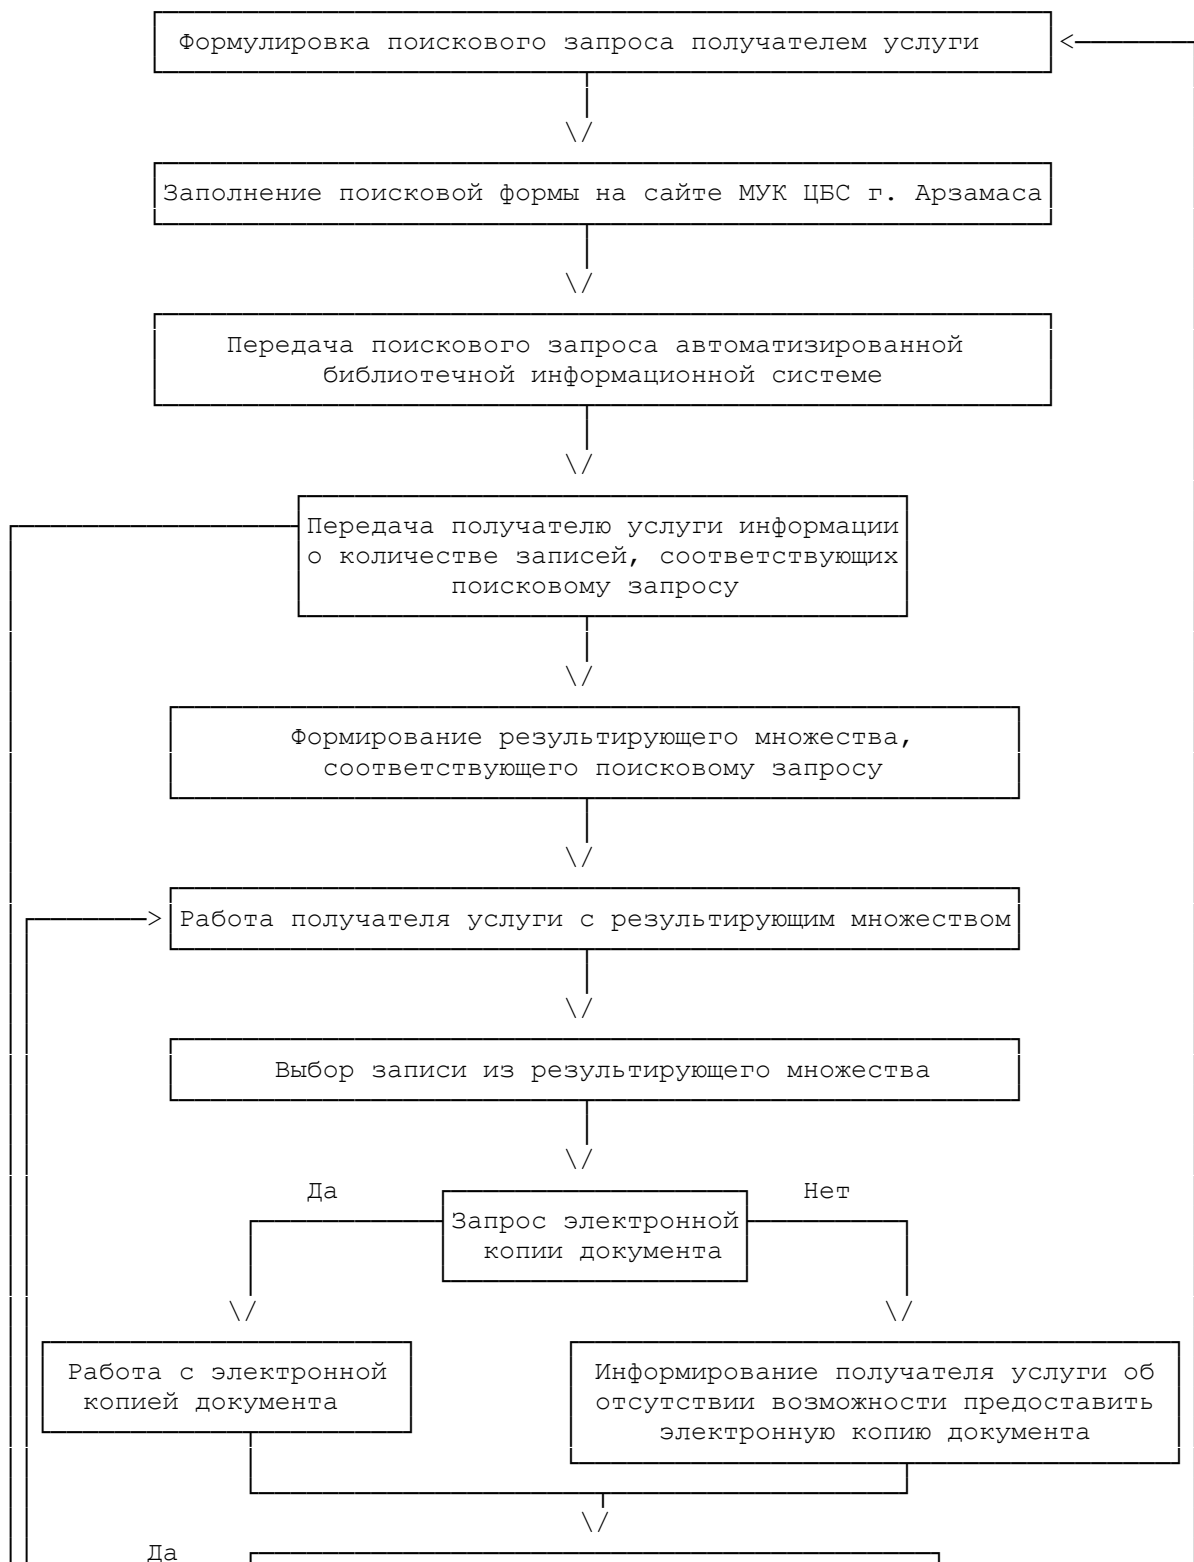 Формулировка поискового запроса получателем услуги
Заполнение поисковой формы на сайте МУК ЦБС г. Арзамаса
Передача поискового запроса автоматизированной
библиотечной информационной системе
Передача получателю услуги информации
о количестве записей, соответствующих
поисковому запросу
Формирование результирующего множества,
соответствующего поисковому запросу
Работа получателя услуги с результирующим множеством
Выбор записи из результирующего множества
Да
Нет
Запрос электронной
копии документа
Работа с электронной
копией документа
Информирование получателя услуги об
отсутствии возможности предоставить
электронную копию документа
Да